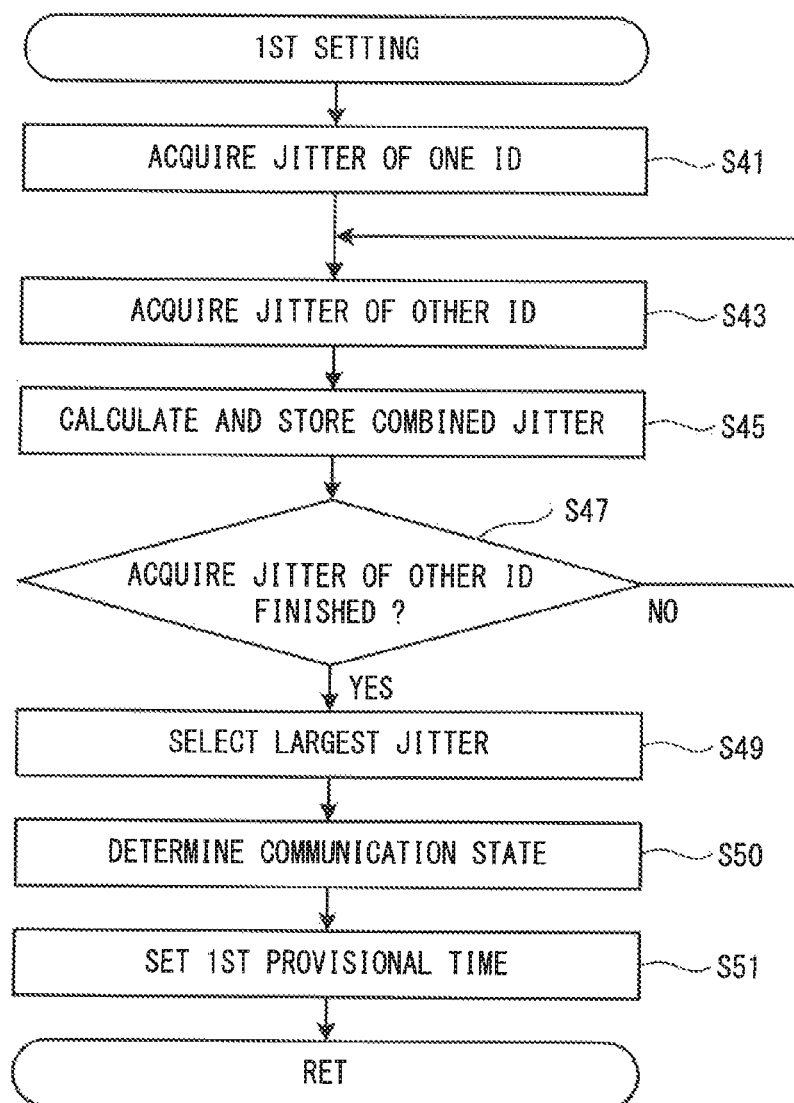 1ST SETTING
ACQUIRE JITTER OF ONE ID
S41
ACQUIRE JITTER OF OTHER ID
S43
CALCULATE AND STORE COMBINED JITTER
S45
S47
ACQUIRE JITTER OF OTHER ID
FINISHED ?
NO
YES
SELECT LARGEST JITTER
S49
DETERMINE COMMUNICATION STATE
S50
SET 1ST PROVISIONAL TIME
S51
RET